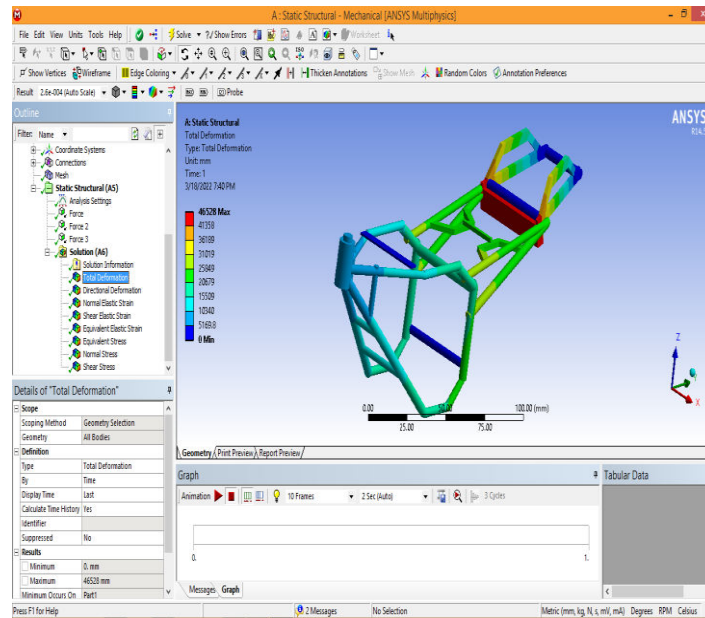 A : Static Structural - Mechanical [ANSYS Multiphysics]
File Edit View Units Tools Help Solve ?/ Show Errors Worksheet
Show Vertices Wireframe Edge Coloring Thicken Annotations Show Mesh Random Colors Annotation Preferences
Result 2.6e-004 (Auto Scale) Probe
Outline
Filter: Name
Coordinate Systems
Connections
Mesh
Static Structural (A5)
Analysis Settings
Force
Force 2
Force 3
Solution (A6)
Solution Information
Total Deformation
Directional Deformation
Normal Elastic Strain
Shear Elastic Strain
Equivalent Elastic Strain
Equivalent Stress
Normal Stress
Shear Stress
A: Static Structural
Total Deformation
Type: Total Deformation
Unit: mm
Time: 1
3/18/2022 7:40 PM
46528 Max
41358
36189
31019
25849
20679
15509
10340
5169.8
0 Min
ANSYS
R14.5
Z
X
0.00 50.00 100.00 (mm)
25.00 75.00
Geometry Print Preview Report Preview
Details of "Total Deformation"
Scope
Scoping Method Geometry Selection
Geometry All Bodies
Definition
Type Total Deformation
By Time
Display Time Last
Calculate Time History Yes
Identifier
Suppressed No
Results
Minimum 0. mm
Maximum 46528 mm
Minimum Occurs On Part1
Graph
Animation 10 Frames 2 Sec (Auto) 3 Cycles
0. 1.
Messages Graph
Tabular Data
Press F1 for Help 2 Messages No Selection Metric (mm, kg, N, s, mV, mA) Degrees RPM Celsius